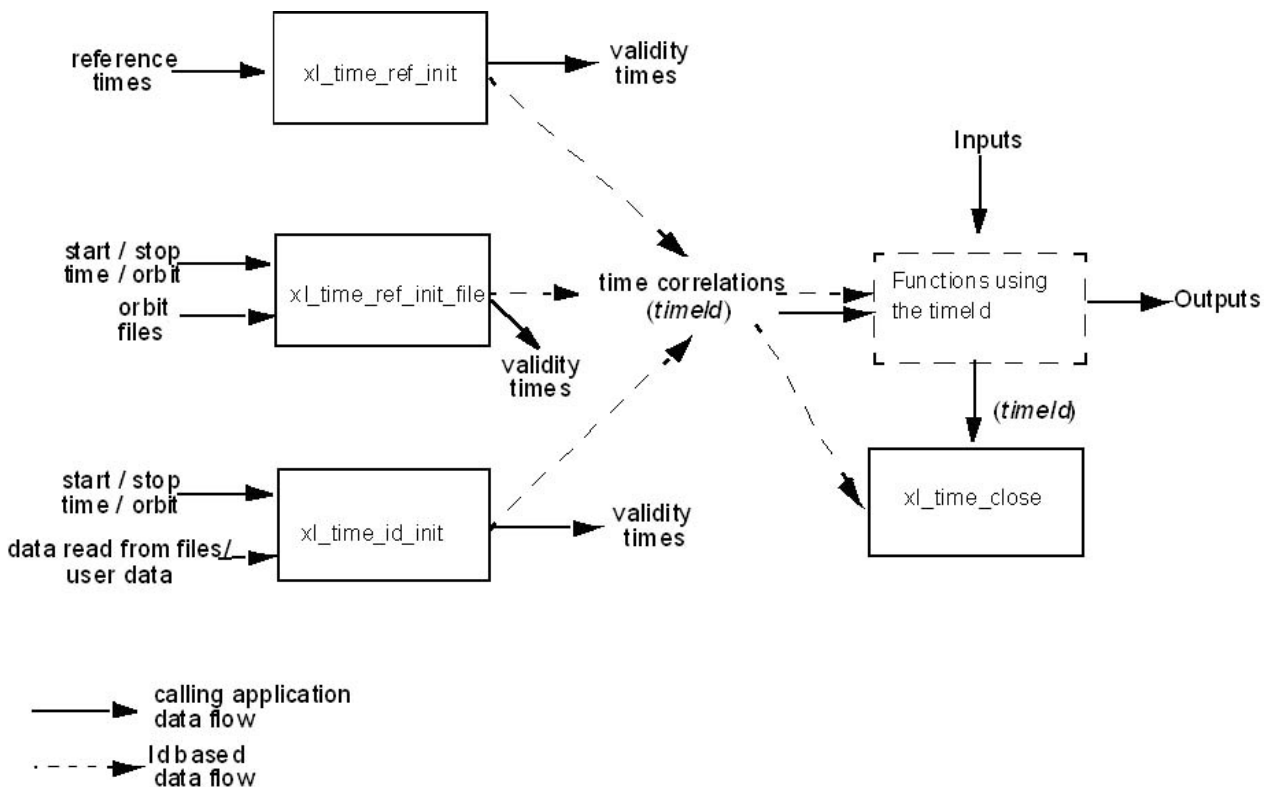 reference
times
xl_time_ref_init
validity
times
Inputs
start / stop
time / orbit
orbit
files
xl_time_ref_init_file
validity
times
time correlations
(timeId)
Functions using
the timeId
Outputs
(timeId)
start / stop
time / orbit
data read from files/
user data
xl_time_id_init
validity
times
xl_time_close
calling application
data flow
Id based
data flow